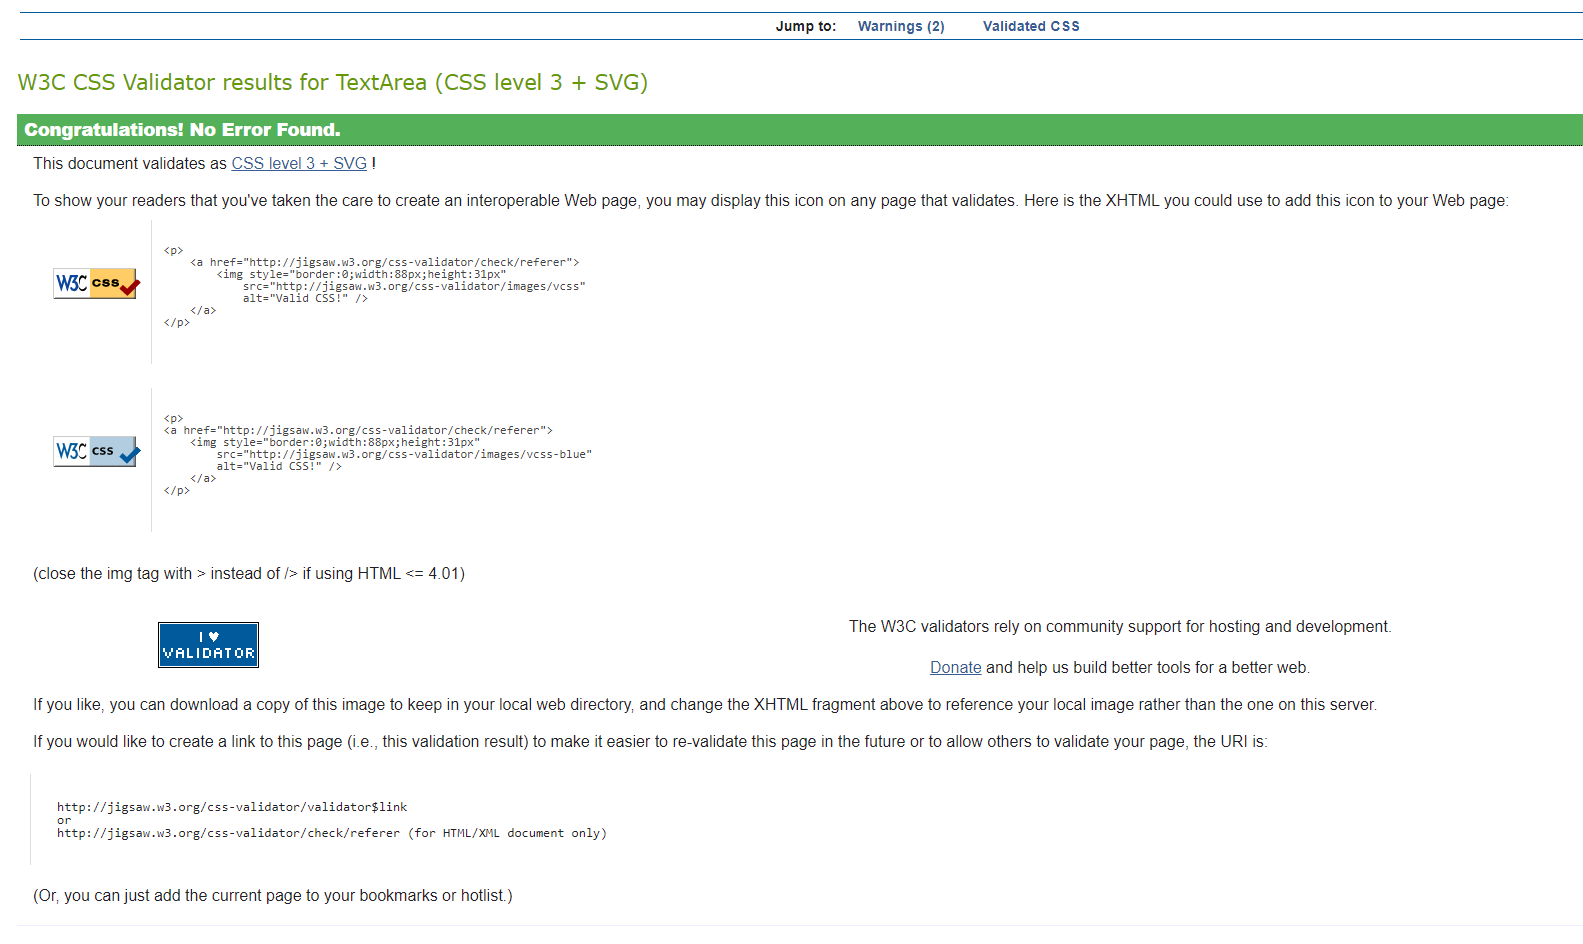 Jump to: Warnings (2) Validated CSS
W3C CSS Validator results for TextArea (CSS level 3 + SVG)
Congratulations! No Error Found.
This document validates as CSS level 3 + SVG !
To show your readers that you've taken the care to create an interoperable Web page, you may display this icon on any page that validates. Here is the XHTML you could use to add this icon to your Web page:
W3C css
<p>
    <a href="http://jigsaw.w3.org/css-validator/check/referer">
        <img style="border:0;width:88px;height:31px"
            src="http://jigsaw.w3.org/css-validator/images/vcss"
            alt="Valid CSS!" />
    </a>
</p>
W3C css
<p>
<a href="http://jigsaw.w3.org/css-validator/check/referer">
    <img style="border:0;width:88px;height:31px"
        src="http://jigsaw.w3.org/css-validator/images/vcss-blue"
        alt="Valid CSS!" />
    </a>
</p>
(close the img tag with > instead of /> if using HTML <= 4.01)
I ♥
VALIDATOR
The W3C validators rely on community support for hosting and development.
Donate and help us build better tools for a better web.
If you like, you can download a copy of this image to keep in your local web directory, and change the XHTML fragment above to reference your local image rather than the one on this server.
If you would like to create a link to this page (i.e., this validation result) to make it easier to re-validate this page in the future or to allow others to validate your page, the URI is:
http://jigsaw.w3.org/css-validator/validator$link
or
http://jigsaw.w3.org/css-validator/check/referer (for HTML/XML document only)
(Or, you can just add the current page to your bookmarks or hotlist.)